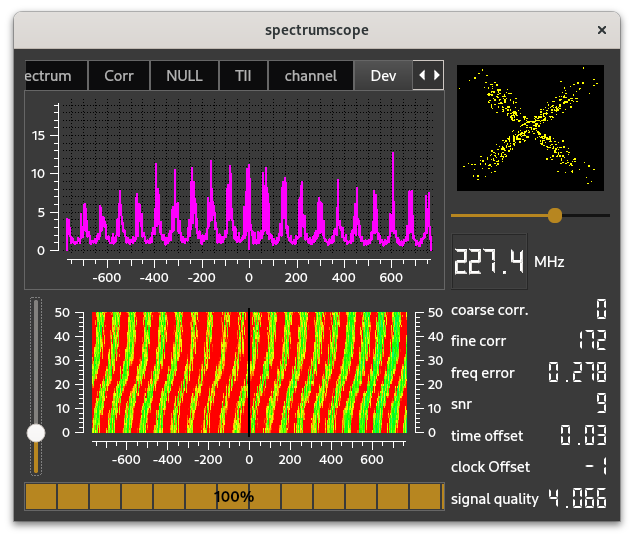 spectrumscope ×
ectrum Corr NULL TII channel Dev
15
10
5
0
-600 -400 -200 0 200 400 600
227.4 MHz
coarse corr. 0
fine corr 172
freq error 0.278
snr 9
time offset 0.03
clock Offset -1
signal quality 4.066
50 50
40 40
30 30
20 20
10 10
0 0
-600 -400 -200 0 200 400 600
100%